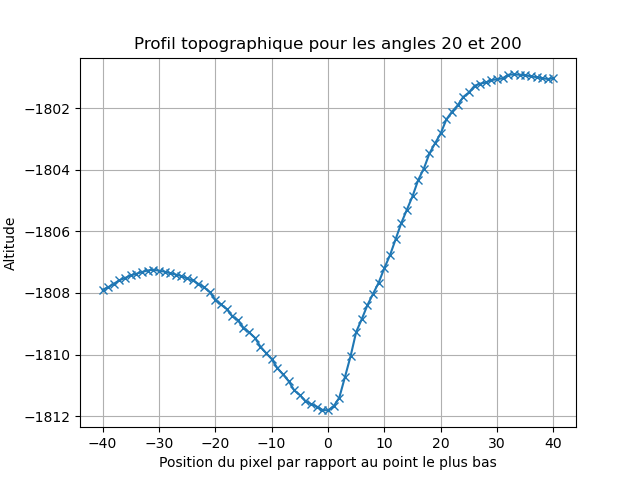 Profil topographique pour les angles 20 et 200
−1802
−1804
−1806
−1808
−1810
−1812
Altitude
−40 −30 −20 −10 0 10 20 30 40
Position du pixel par rapport au point le plus bas